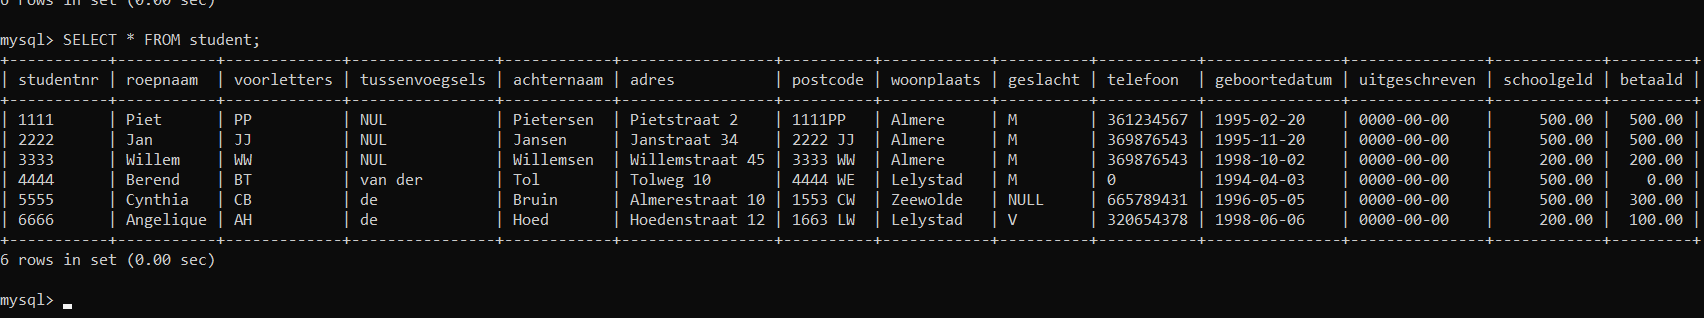 6 rows in set (0.00 sec)
mysql> SELECT * FROM student;
+-----------+-----------+-------------+----------------+------------+------------------+----------+------------+----------+-----------+---------------+---------------+------------+---------+
| studentnr | roepnaam  | voorletters | tussenvoegsels | achternaam | adres            | postcode | woonplaats | geslacht | telefoon  | geboortedatum | uitgeschreven | schoolgeld | betaald |
+-----------+-----------+-------------+----------------+------------+------------------+----------+------------+----------+-----------+---------------+---------------+------------+---------+
| 1111      | Piet      | PP          | NUL            | Pietersen  | Pietstraat 2     | 1111PP   | Almere     | M        | 361234567 | 1995-02-20    | 0000-00-00    |     500.00 |  500.00 |
| 2222      | Jan       | JJ          | NUL            | Jansen     | Janstraat 34     | 2222 JJ  | Almere     | M        | 369876543 | 1995-11-20    | 0000-00-00    |     500.00 |  500.00 |
| 3333      | Willem    | WW          | NUL            | Willemsen  | Willemstraat 45  | 3333 WW  | Almere     | M        | 369876543 | 1998-10-02    | 0000-00-00    |     200.00 |  200.00 |
| 4444      | Berend    | BT          | van der        | Tol        | Tolweg 10        | 4444 WE  | Lelystad   | M        | 0         | 1994-04-03    | 0000-00-00    |     500.00 |    0.00 |
| 5555      | Cynthia   | CB          | de             | Bruin      | Almerestraat 10  | 1553 CW  | Zeewolde   | NULL     | 665789431 | 1996-05-05    | 0000-00-00    |     500.00 |  300.00 |
| 6666      | Angelique | AH          | de             | Hoed       | Hoedenstraat 12  | 1663 LW  | Lelystad   | V        | 320654378 | 1998-06-06    | 0000-00-00    |     200.00 |  100.00 |
+-----------+-----------+-------------+----------------+------------+------------------+----------+------------+----------+-----------+---------------+---------------+------------+---------+
6 rows in set (0.00 sec)
mysql> _